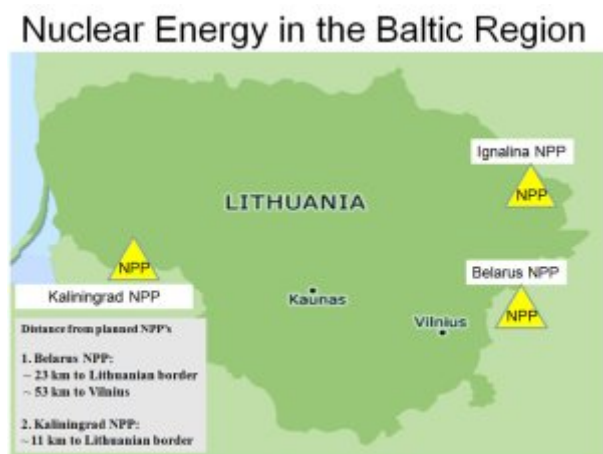 Nuclear Energy in the Baltic Region
Ignalina NPP
NPP
LITHUANIA
Belarus NPP
NPP
NPP
Kaliningrad NPP
Kaunas
Vilnius
Distance from planned NPP's
1. Belarus NPP:
~ 23 km to Lithuanian border
~ 53 km to Vilnius
2. Kaliningrad NPP:
~ 11 km to Lithuanian border